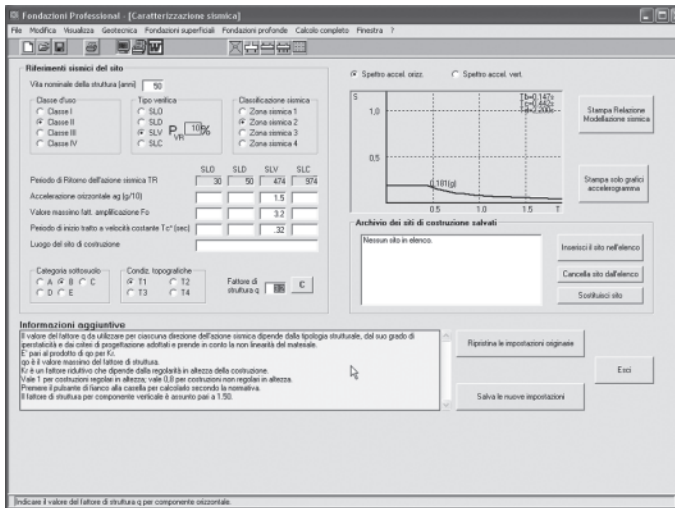 Fondazioni Professional - [Caratterizzazione sismica]
File Modifica Visualizza Geotecnica Fondazioni superficiali Fondazioni profonde Calcolo completo Finestra ?
Riferimenti sismici del sito
Vita nominale della struttura [anni] 50
Classe d'uso
Classe I
Classe II
Classe III
Classe IV
Tipo verifica
SLO
SLD
SLV
SLC
PVR 10%
Classificazione sismica
Zona sismica 1
Zona sismica 2
Zona sismica 3
Zona sismica 4
SLO SLD SLV SLC
Periodo di Ritorno dell'azione sismica TR 30 50 474 974
Accelerazione orizzontale ag (g/10) 1.5
Valore massimo fatt. amplificazione Fo 3.2
Periodo di inizio tratto a velocità costante Tc* (sec) .32
Luogo del sito di costruzione
Categoria sottosuolo
A B C
D E
Condiz. topografiche
T1 T2
T3 T4
Fattore di
struttura q
C
Spettro accel. orizz. Spettro accel. vert.
S
Tb=0.147s
Tc=0.442s
Td=2.200s
1,0
0,5
.181(g)
0.5 1.0 1.5 T
Stampa Relazione
Modellazione sismica
Stampa solo grafici
accelerogramma
Archivio dei siti di costruzione salvati
Nessun sito in elenco.
Inserisci il sito nell'elenco
Cancella sito dall'elenco
Sostituisci sito
Informazioni aggiuntive
Il valore del fattore q da utilizzare per ciascuna direzione dell'azione sismica dipende dalla tipologia strutturale, dal suo grado di
iperstaticità e dai criteri di progettazione adottati e prende in conto la non linearità del materiale.
E' pari al prodotto di qo per Kr.
qo è il valore massimo del fattore di struttura.
Kr è un fattore riduttivo che dipende dalla regolarità in altezza della costruzione.
Vale 1 per costruzioni regolari in altezza; vale 0,8 per costruzioni non regolari in altezza.
Premere il pulsante di fianco alla casella per calcolarlo secondo la normativa.
Il fattore di struttura per componente verticale è assunto pari a 1.50.
Ripristina le impostazioni originarie
Salva le nuove impostazioni
Esci
Indicare il valore del fattore di struttura q per componente orizzontale.